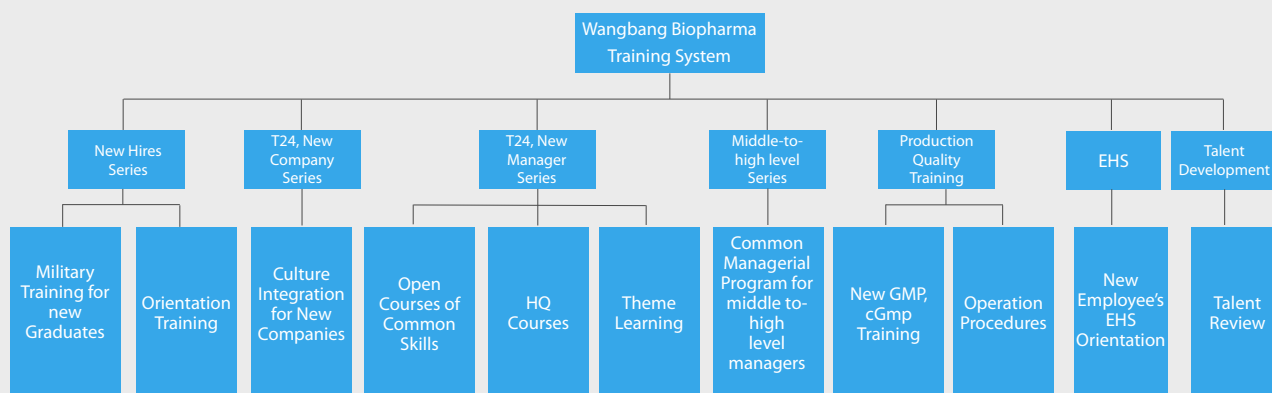 Wangbang Biopharma
Training System
New Hires
Series
T24, New
Company
Series
T24, New
Manager
Series
Middle-to-
high level
Series
Production
Quality
Training
EHS
Talent
Development
Military
Training for
new
Graduates
Orientation
Training
Culture
Integration
for New
Companies
Open
Courses of
Common
Skills
HQ
Courses
Theme
Learning
Common
Managerial
Program for
middle to-
high
level
managers
New GMP,
cGmp
Training
Operation
Procedures
New
Employee’s
EHS
Orientation
Talent
Review